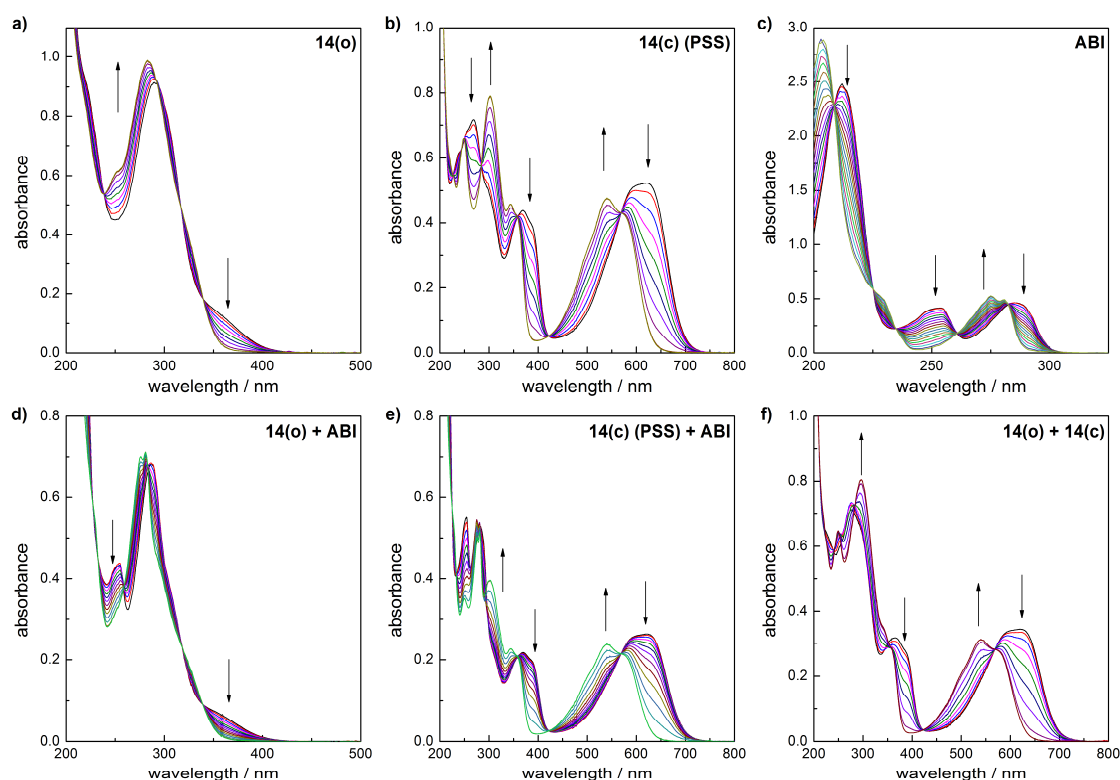 a)
14(o)
absorbance
1.0
0.8
0.6
0.4
0.2
0.0
200 300 400 500
wavelength / nm
b)
14(c) (PSS)
absorbance
1.0
0.8
0.6
0.4
0.2
0.0
200 300 400 500 600 700 800
wavelength / nm
c)
ABI
absorbance
3.0
2.5
2.0
1.5
1.0
0.5
0.0
200 250 300
wavelength / nm
d)
14(o) + ABI
absorbance
0.8
0.6
0.4
0.2
0.0
200 300 400 500
wavelength / nm
e)
14(c) (PSS) + ABI
absorbance
0.8
0.6
0.4
0.2
0.0
200 300 400 500 600 700 800
wavelength / nm
f)
14(o) + 14(c)
absorbance
1.0
0.8
0.6
0.4
0.2
0.0
200 300 400 500 600 700 800
wavelength / nm